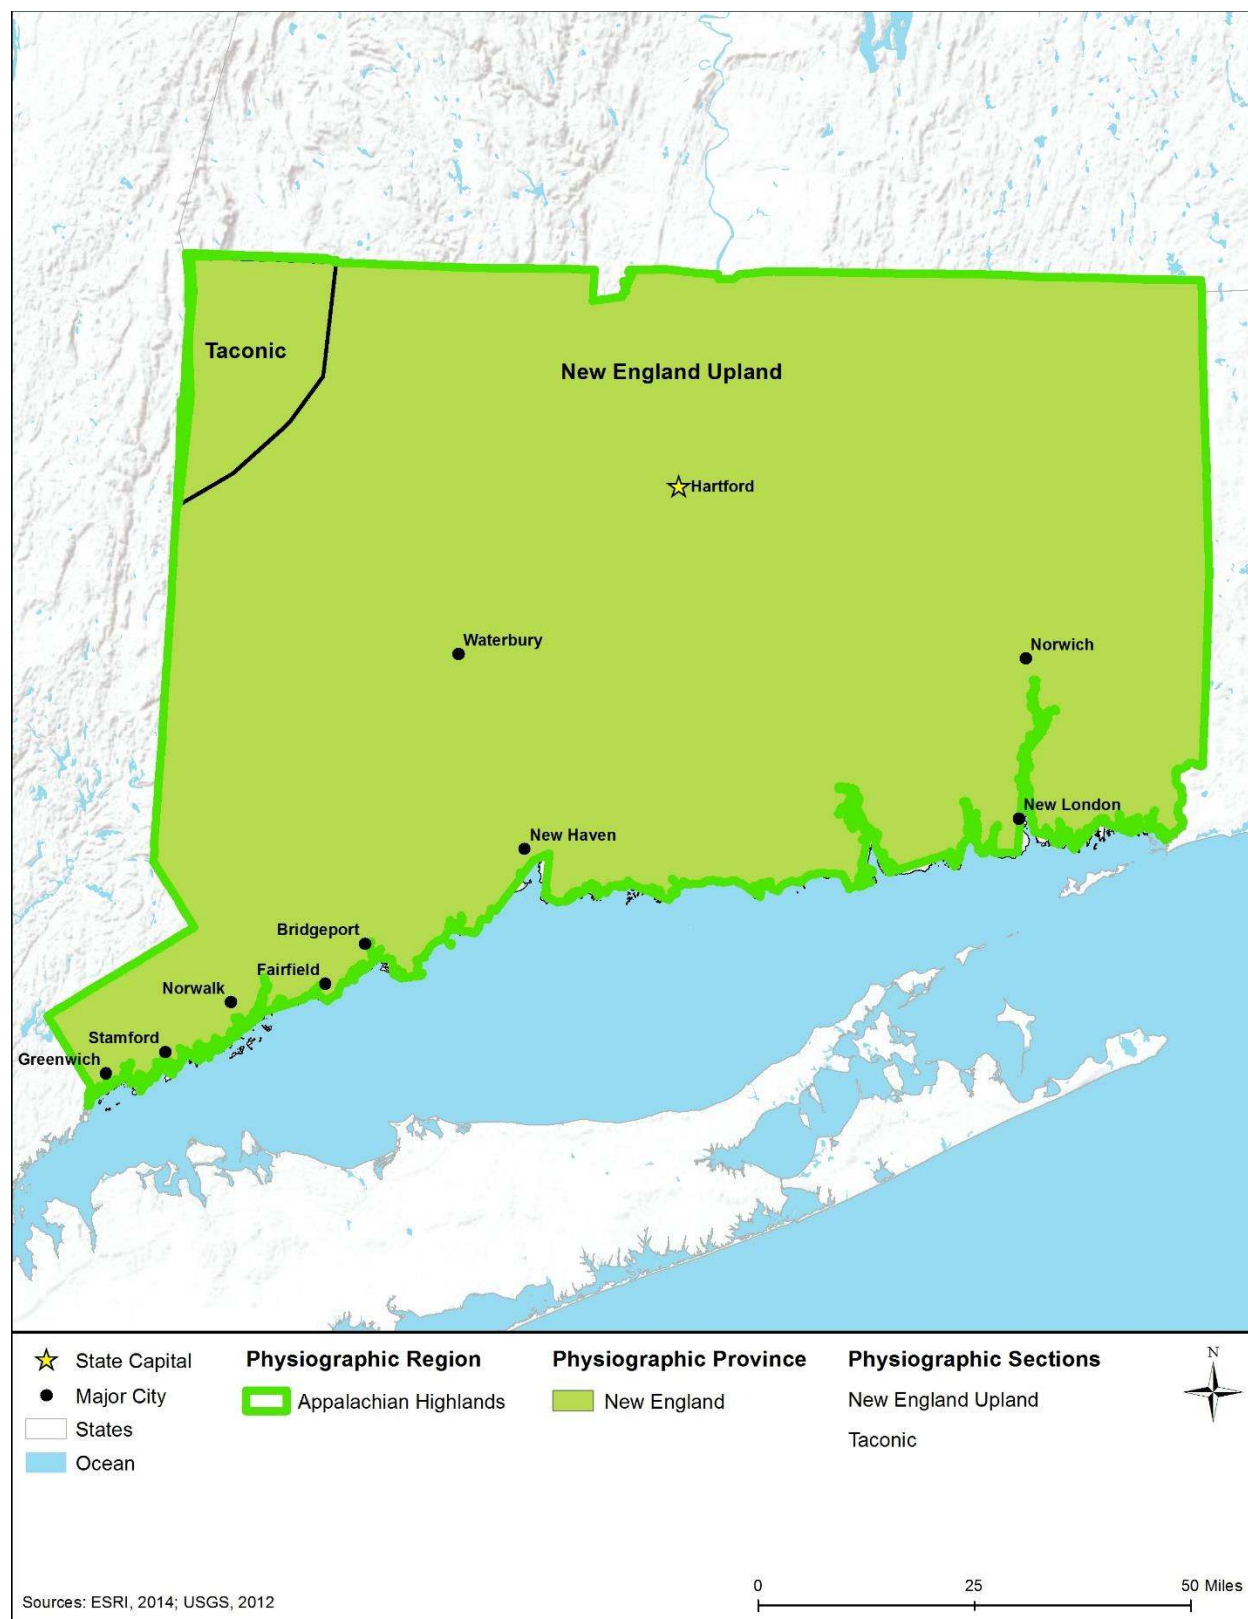 Taconic
New England Upland
Hartford
Waterbury
Norwich
New London
New Haven
Bridgeport
Fairfield
Norwalk
Stamford
Greenwich
State Capital
Major City
States
Ocean
Physiographic Region
Appalachian Highlands
Physiographic Province
New England
Physiographic Sections
New England Upland
Taconic
N
Sources: ESRI, 2014; USGS, 2012
0 25 50 Miles